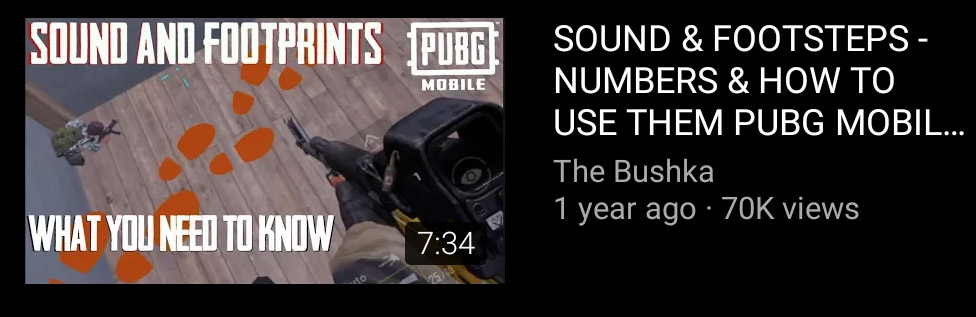 SOUND AND FOOTPRINTS
PUBG
MOBILE
WHAT YOU NEED TO KNOW
7:34
SOUND & FOOTSTEPS -
NUMBERS & HOW TO
USE THEM PUBG MOBIL...
The Bushka
1 year ago · 70K views